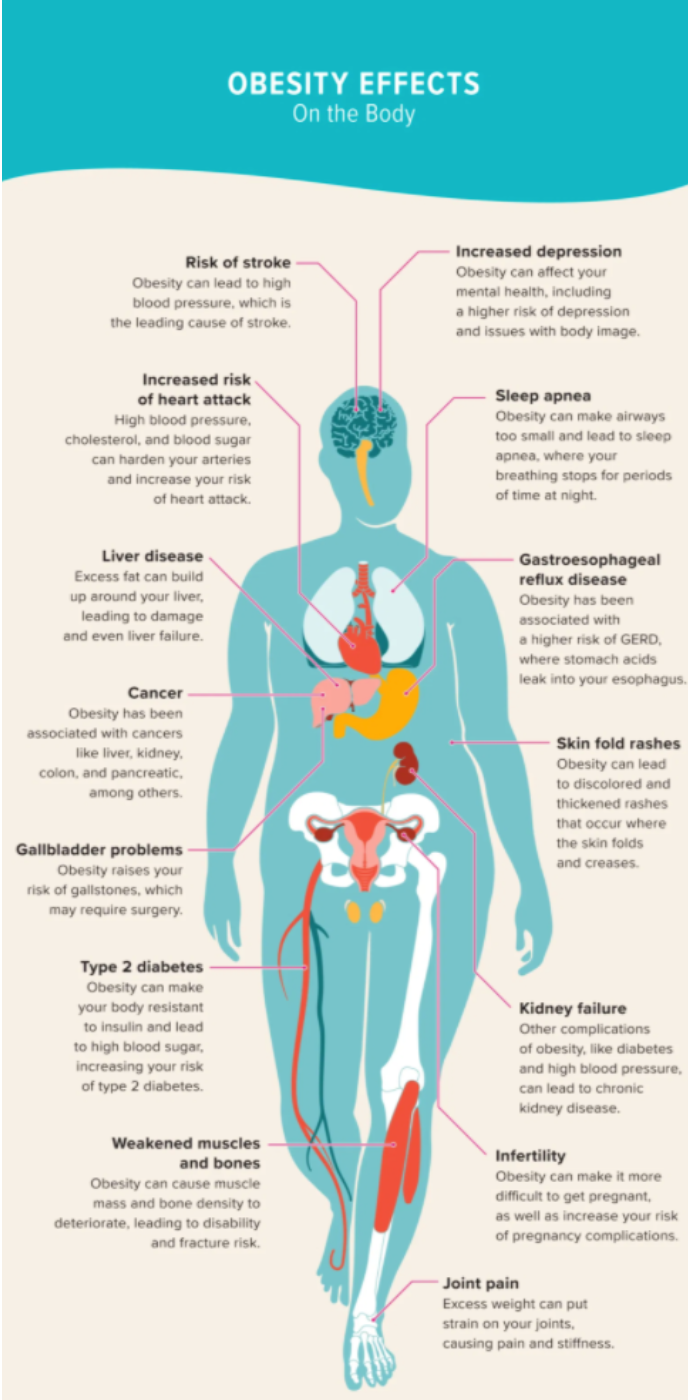 OBESITY EFFECTS
On the Body
Risk of stroke
Obesity can lead to high
blood pressure, which is
the leading cause of stroke.
Increased depression
Obesity can affect your
mental health, including
a higher risk of depression
and issues with body image.
Increased risk
of heart attack
High blood pressure,
cholesterol, and blood sugar
can harden your arteries
and increase your risk
of heart attack.
Sleep apnea
Obesity can make airways
too small and lead to sleep
apnea, where your
breathing stops for periods
of time at night.
Liver disease
Excess fat can build
up around your liver,
leading to damage
and even liver failure.
Gastroesophageal
reflux disease
Obesity has been
associated with
a higher risk of GERD,
where stomach acids
leak into your esophagus.
Cancer
Obesity has been
associated with cancers
like liver, kidney,
colon, and pancreatic,
among others.
Skin fold rashes
Obesity can lead
to discolored and
thickened rashes
that occur where
the skin folds
and creases.
Gallbladder problems
Obesity raises your
risk of gallstones, which
may require surgery.
Type 2 diabetes
Obesity can make
your body resistant
to insulin and lead
to high blood sugar,
increasing your risk
of type 2 diabetes.
Kidney failure
Other complications
of obesity, like diabetes
and high blood pressure,
can lead to chronic
kidney disease.
Weakened muscles
and bones
Obesity can cause muscle
mass and bone density to
deteriorate, leading to disability
and fracture risk.
Infertility
Obesity can make it more
difficult to get pregnant,
as well as increase your risk
of pregnancy complications.
Joint pain
Excess weight can put
strain on your joints,
causing pain and stiffness.